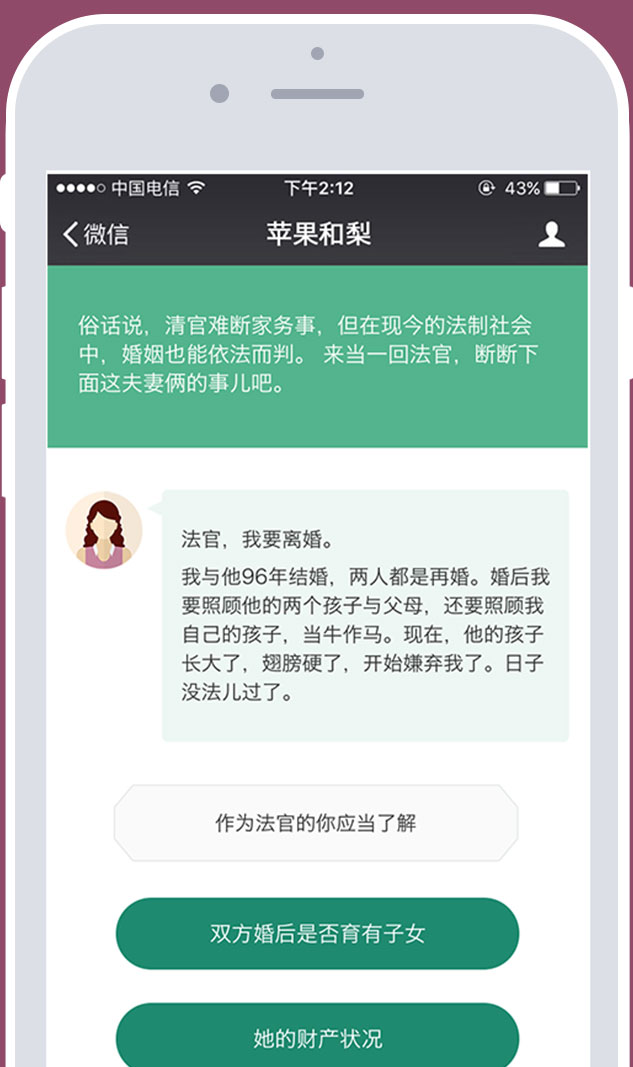 中国电信 下午2:12 43%
微信 苹果和梨
俗话说，清官难断家务事，但在现今的法制社会
中，婚姻也能依法而判。 来当一回法官，断断下
面这夫妻俩的事儿吧。
法官，我要离婚。
我与他96年结婚，两人都是再婚。婚后我
要照顾他的两个孩子与父母，还要照顾我
自己的孩子，当牛作马。现在，他的孩子
长大了，翅膀硬了，开始嫌弃我了。日子
没法儿过了。
作为法官的你应当了解
双方婚后是否育有子女
她的财产状况